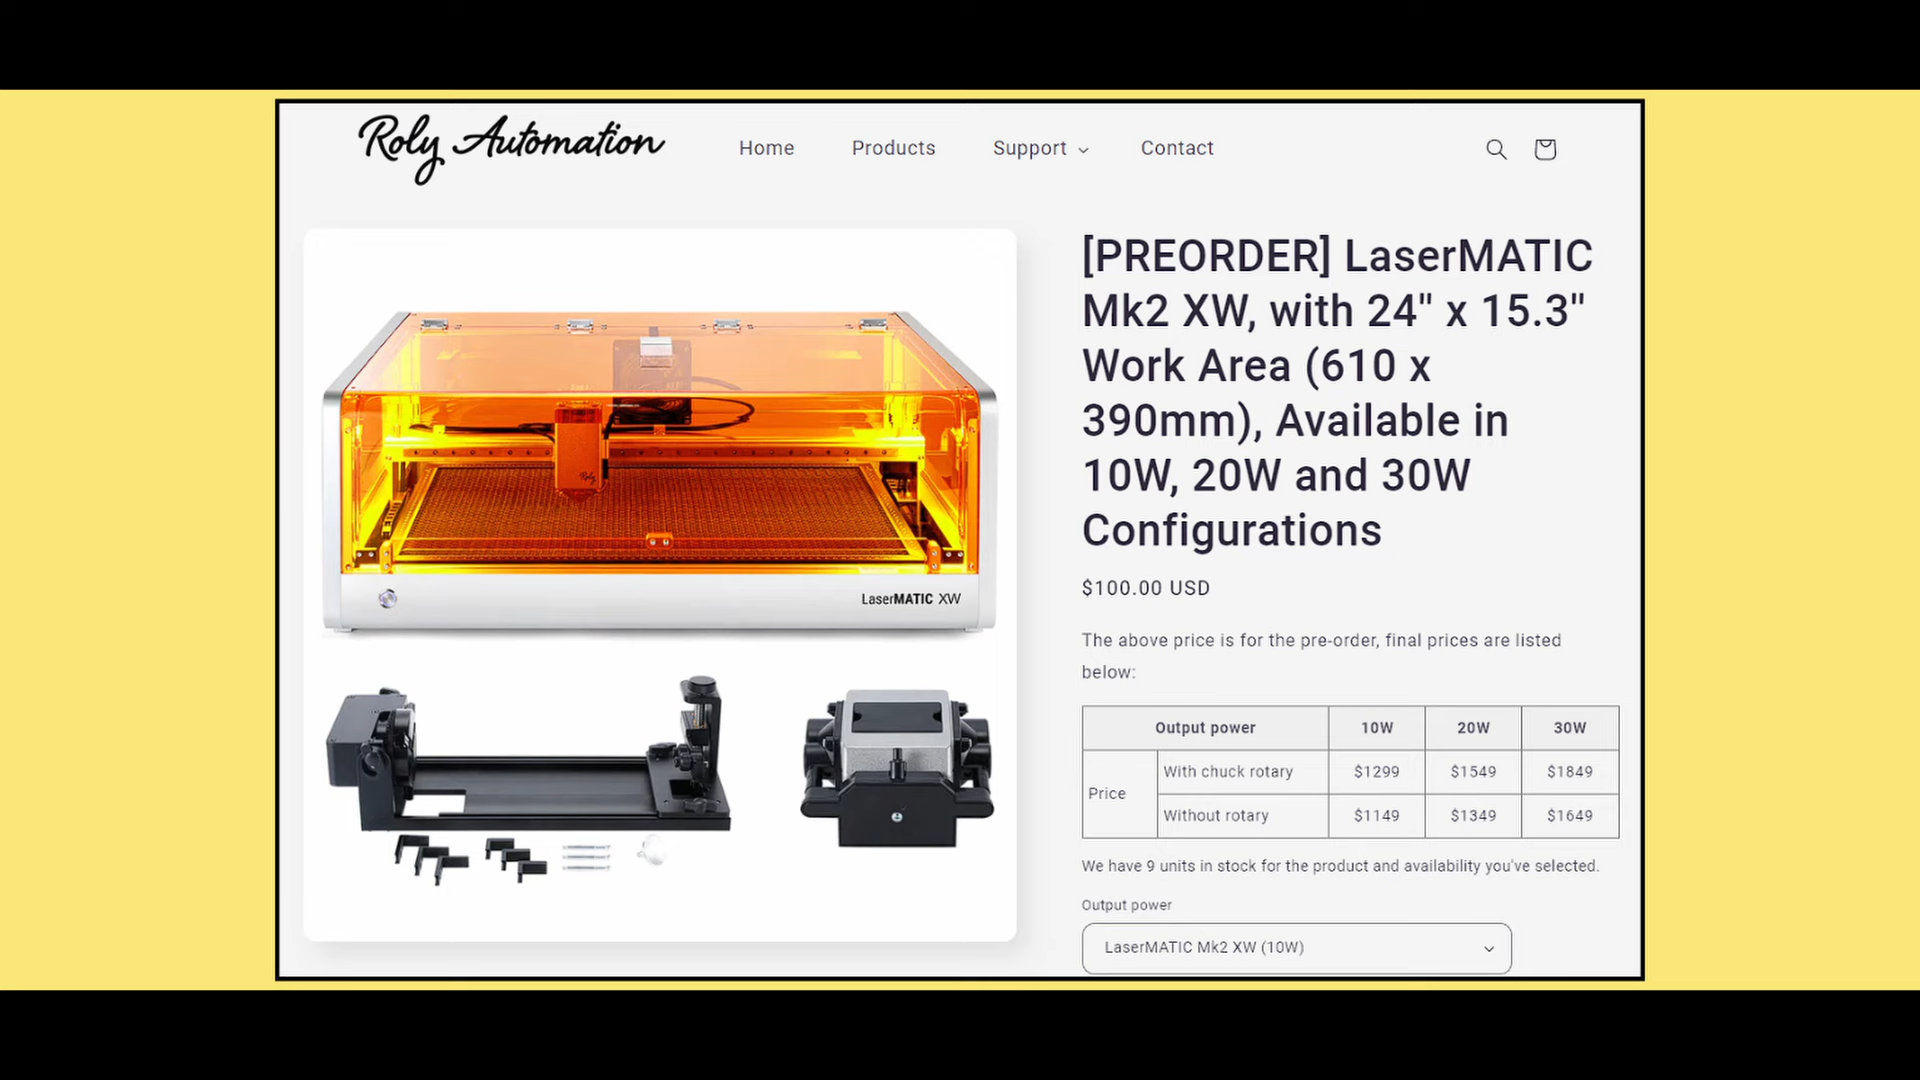 Roly Automation
Home
Products
Support
Contact
[PREORDER] LaserMATIC
Mk2 XW, with 24" x 15.3"
Work Area (610 x
390mm), Available in
10W, 20W and 30W
Configurations
$100.00 USD
The above price is for the pre-order, final prices are listed
below:
Output power 10W 20W 30W
Price
With chuck rotary $1299 $1549 $1849
Without rotary $1149 $1349 $1649
We have 9 units in stock for the product and availability you've selected.
Output power
LaserMATIC Mk2 XW (10W)
Roly
LaserMATIC XW